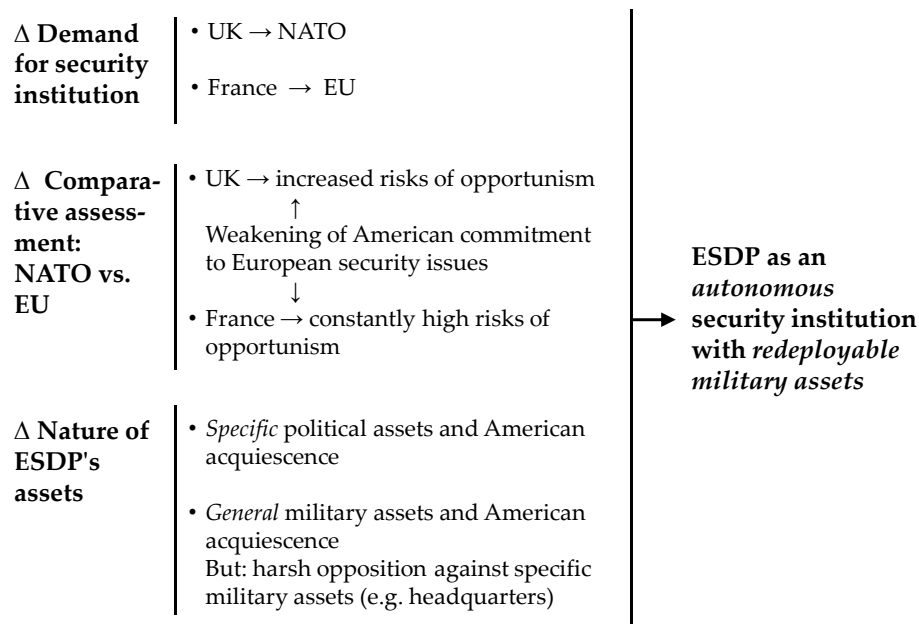 Δ Demand
for security
institution
• UK → NATO
• France → EU
Δ Compara-
tive assess-
ment:
NATO vs.
EU
• UK → increased risks of opportunism
↑
Weakening of American commitment
to European security issues
↓
• France → constantly high risks of
opportunism
Δ Nature of
ESDP's
assets
• Specific political assets and American
acquiescence
• General military assets and American
acquiescence
But: harsh opposition against specific
military assets (e.g. headquarters)
ESDP as an
autonomous
security institution
with redeployable
military assets